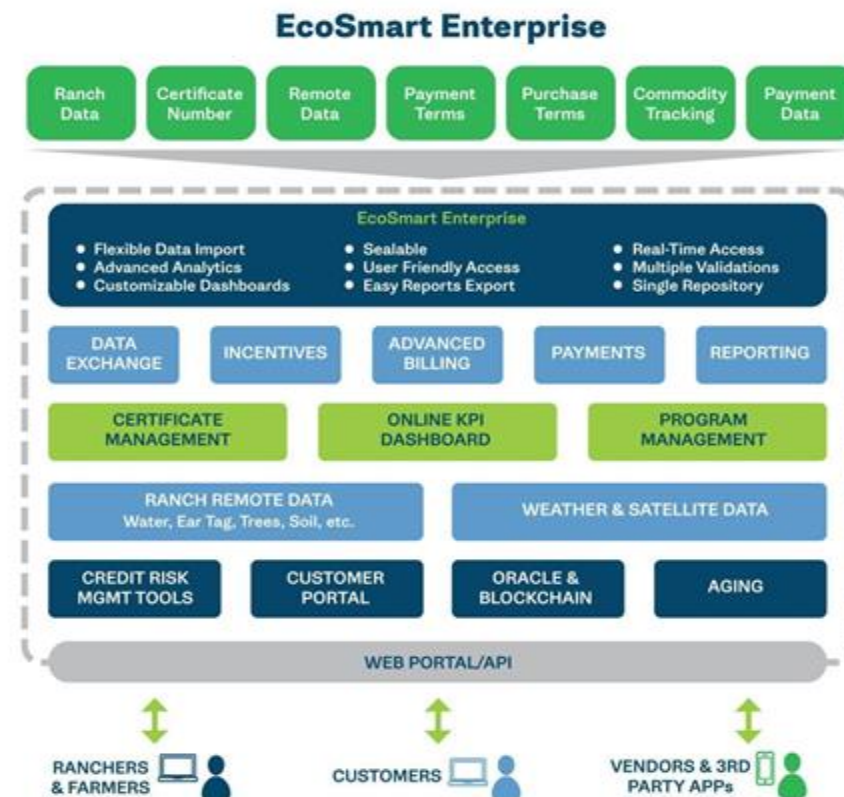 EcoSmart Enterprise
Ranch
Data
Certificate
Number
Remote
Data
Payment
Terms
Purchase
Terms
Commodity
Tracking
Payment
Data
EcoSmart Enterprise
Flexible Data Import
Advanced Analytics
Customizable Dashboards
Sealable
User Friendly Access
Easy Reports Export
Real-Time Access
Multiple Validations
Single Repository
DATA
EXCHANGE
INCENTIVES
ADVANCED
BILLING
PAYMENTS
REPORTING
CERTIFICATE
MANAGEMENT
ONLINE KPI
DASHBOARD
PROGRAM
MANAGEMENT
RANCH REMOTE DATA
Water, Ear Tag, Trees, Soil, etc.
WEATHER & SATELLITE DATA
CREDIT RISK
MGMT TOOLS
CUSTOMER
PORTAL
ORACLE &
BLOCKCHAIN
AGING
WEB PORTAL/API
RANCHERS
& FARMERS
CUSTOMERS
VENDORS & 3RD
PARTY APPs